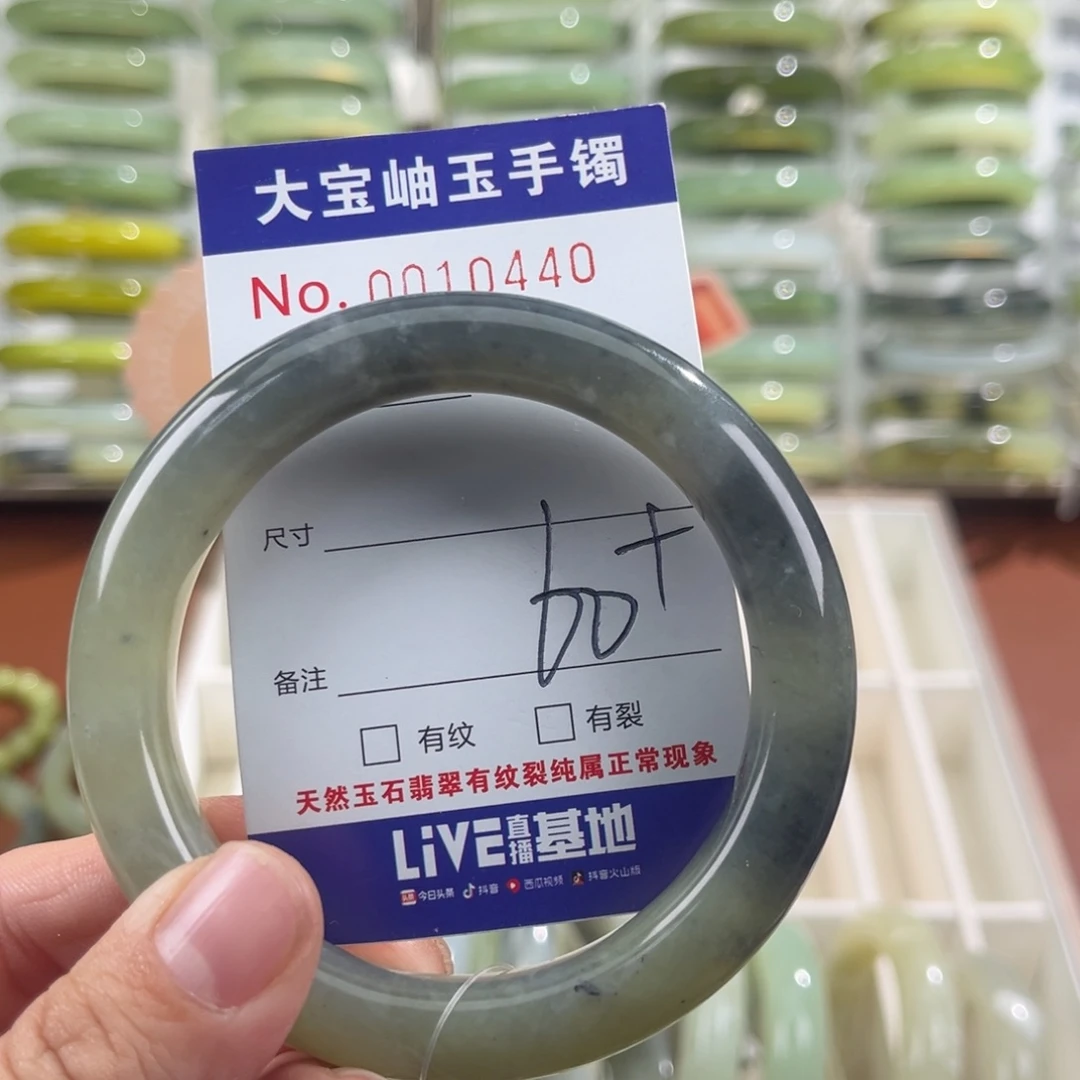 大宝岫玉手镯
No. 0010440
尺寸
60+
备注
有纹 有裂
天然玉石翡翠有纹裂纯属正常现象
LiVE直播基地
今日头条 抖音 西瓜视频 抖音火山版